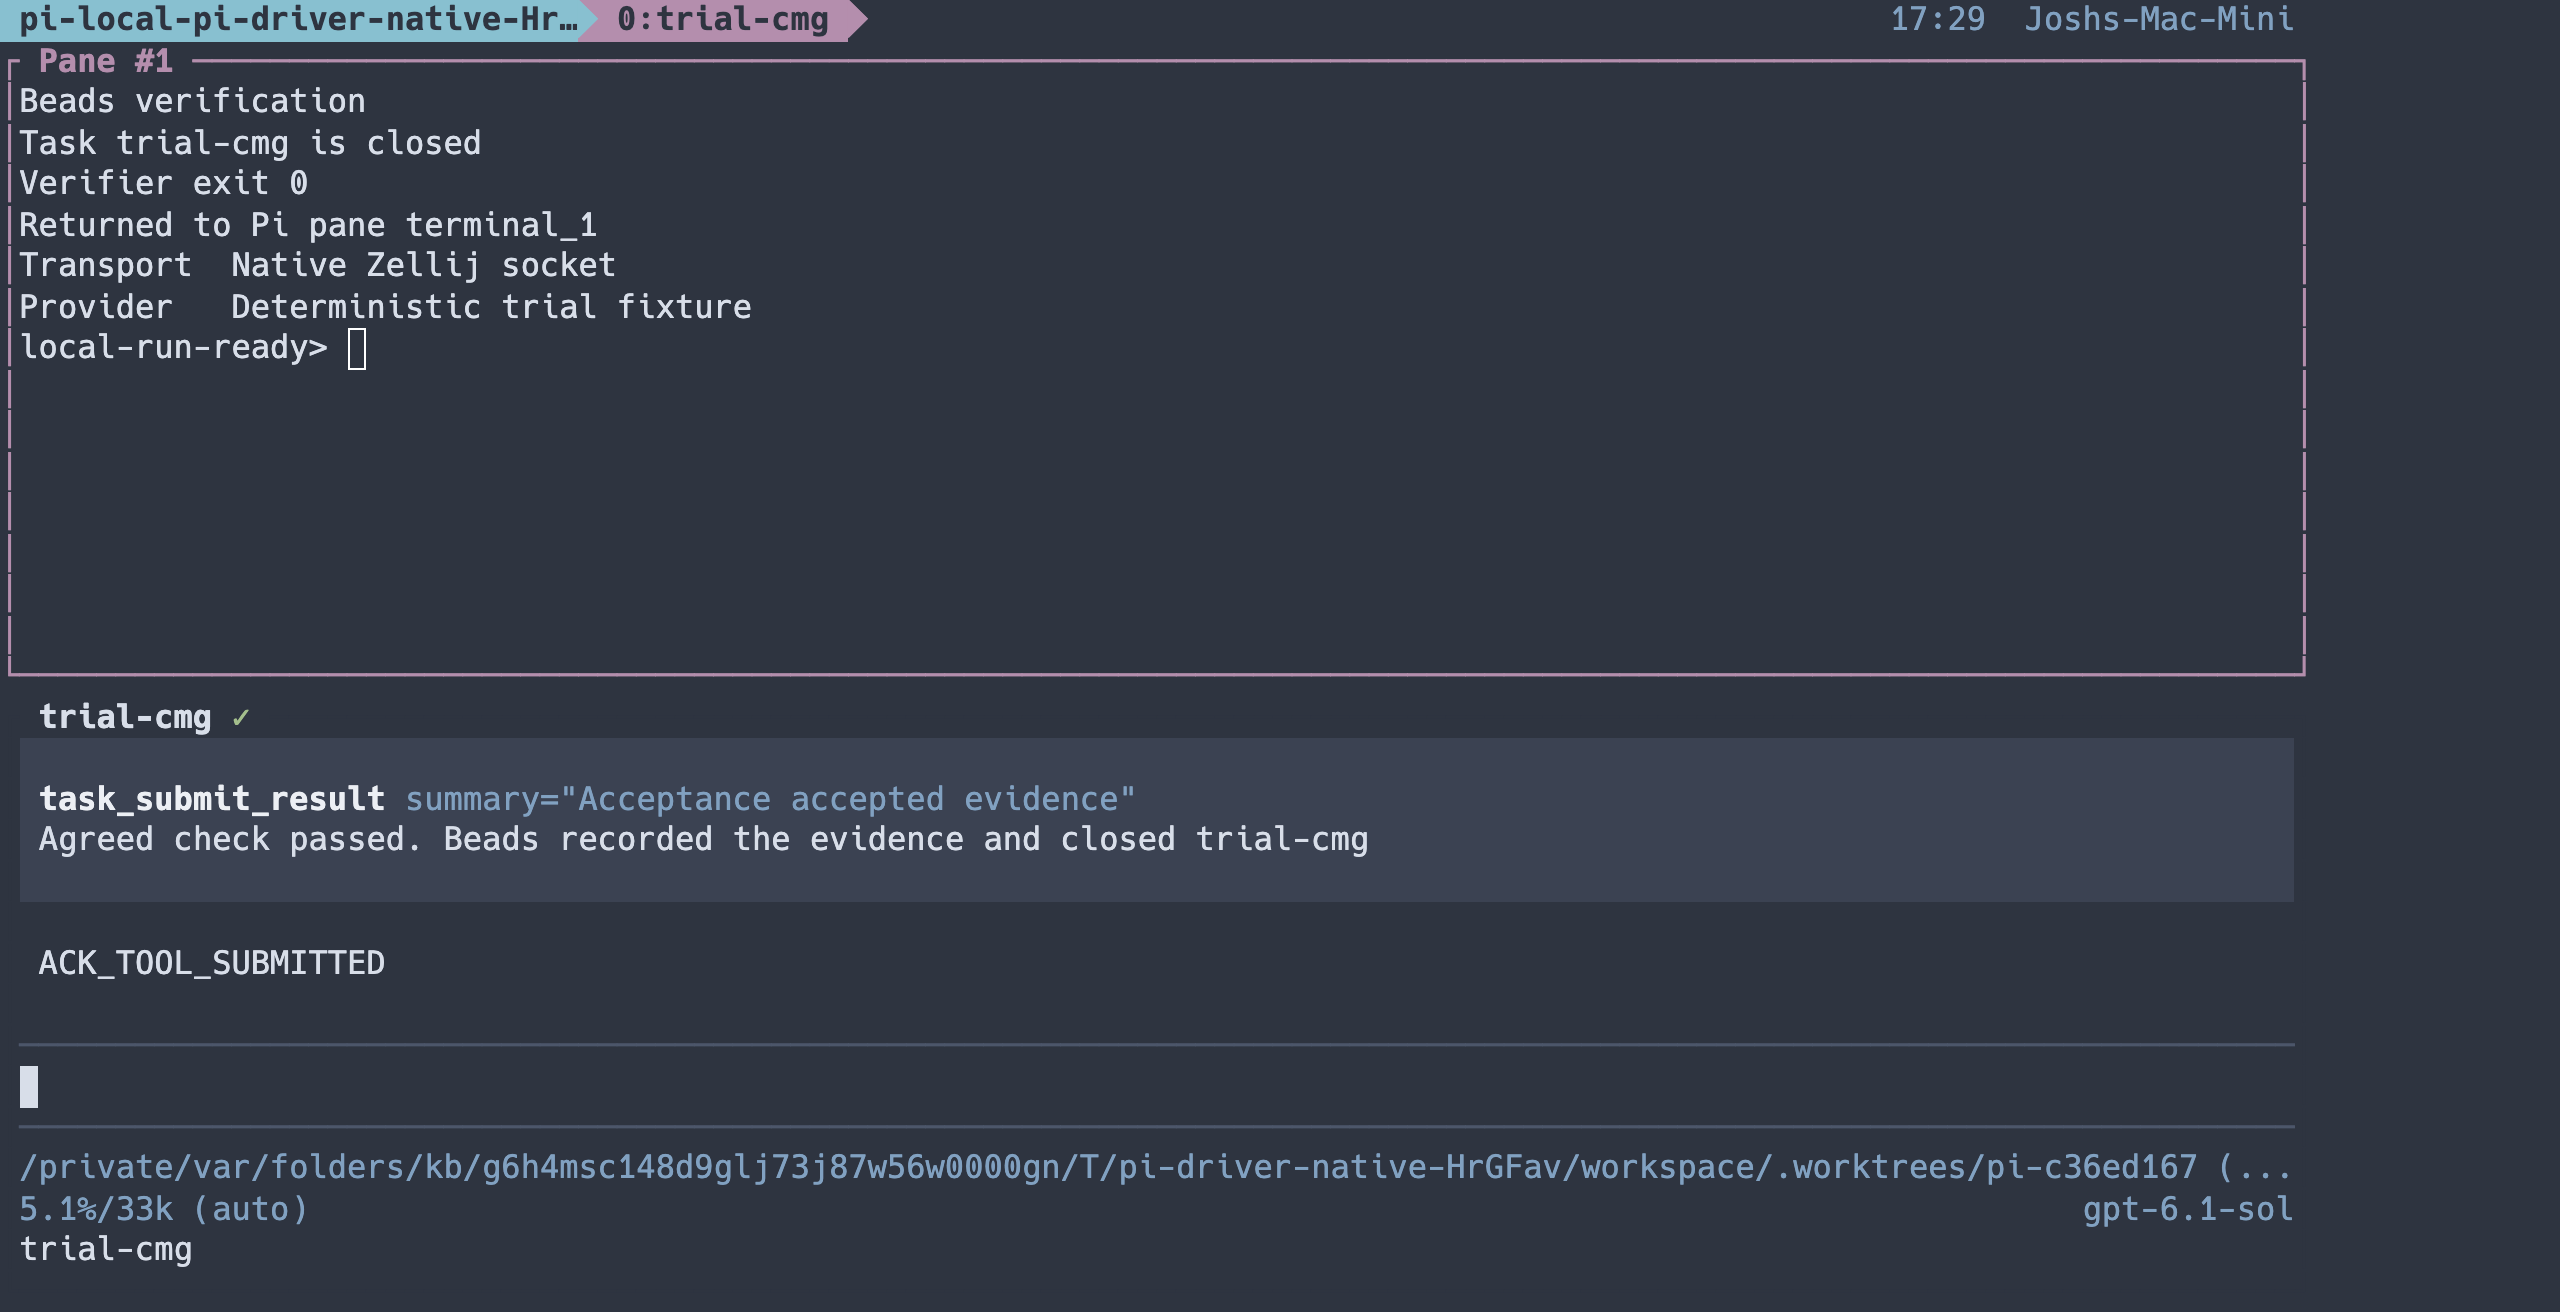 pi-local-pi-driver-native-Hr… 0:trial-cmg 17:29 Joshs-Mac-Mini
Pane #1
Beads verification
Task trial-cmg is closed
Verifier exit 0
Returned to Pi pane terminal_1
Transport  Native Zellij socket
Provider   Deterministic trial fixture
local-run-ready>
trial-cmg ✓
task_submit_result summary="Acceptance accepted evidence"
Agreed check passed. Beads recorded the evidence and closed trial-cmg
ACK_TOOL_SUBMITTED
/private/var/folders/kb/g6h4msc148d9glj73j87w56w0000gn/T/pi-driver-native-HrGFav/workspace/.worktrees/pi-c36ed167 (...
5.1%/33k (auto) gpt-6.1-sol
trial-cmg